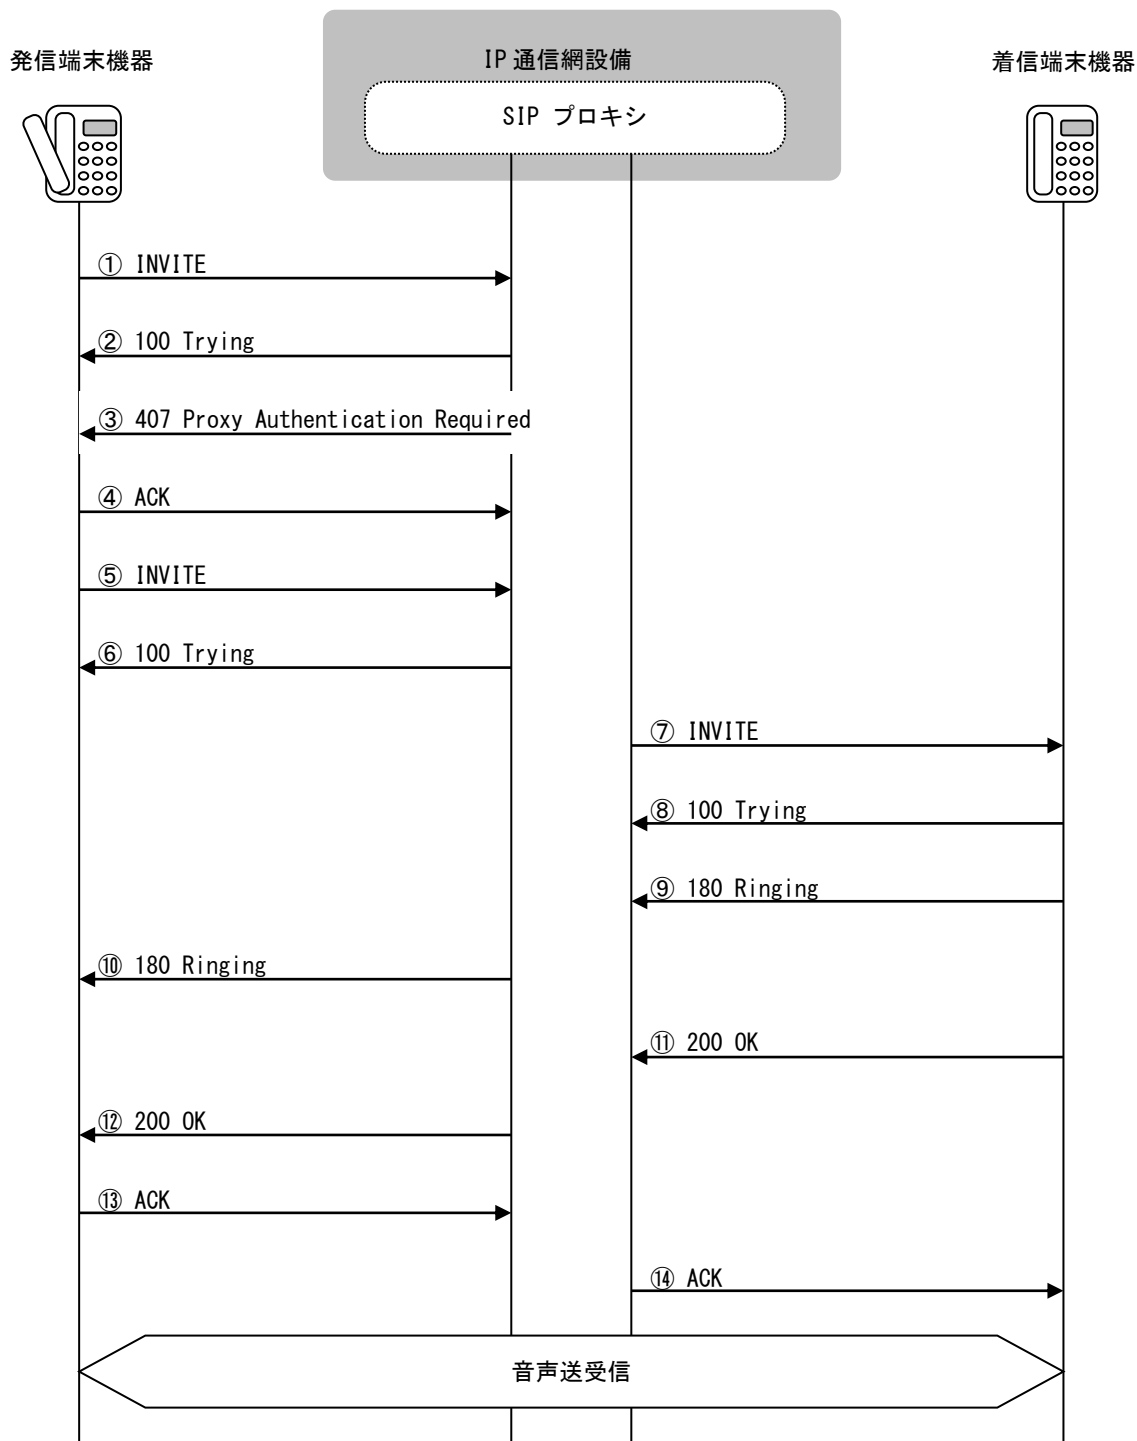 発信端末機器
IP通信網設備
着信端末機器
SIP プロキシ
① INVITE
② 100 Trying
③ 407 Proxy Authentication Required
④ ACK
⑤ INVITE
⑥ 100 Trying
⑦ INVITE
⑧ 100 Trying
⑨ 180 Ringing
⑩ 180 Ringing
⑪ 200 OK
⑫ 200 OK
⑬ ACK
⑭ ACK
音声送受信